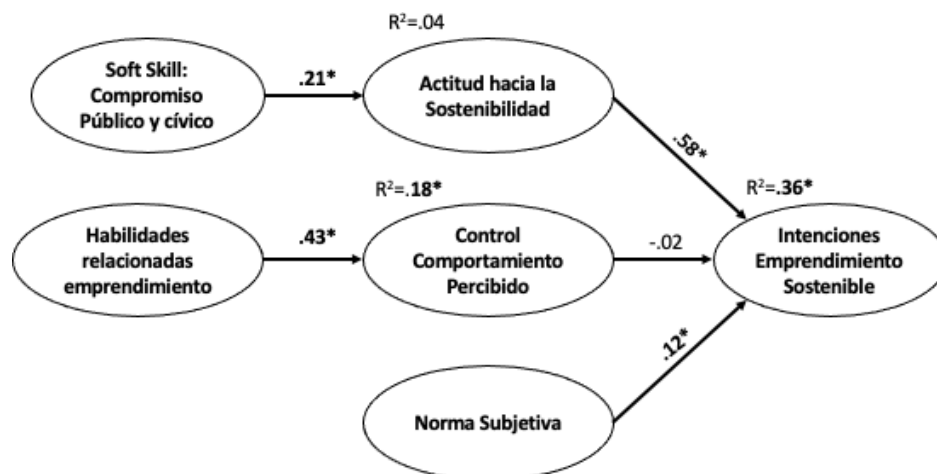 R²=.04
Soft Skill:
Compromiso
Público y cívico
.21*
Actitud hacia la
Sostenibilidad
.58*
R²=.18*
R²=.36*
Habilidades
relacionadas
emprendimiento
.43*
Control
Comportamiento
Percibido
-.02
Intenciones
Emprendimiento
Sostenible
.12*
Norma Subjetiva